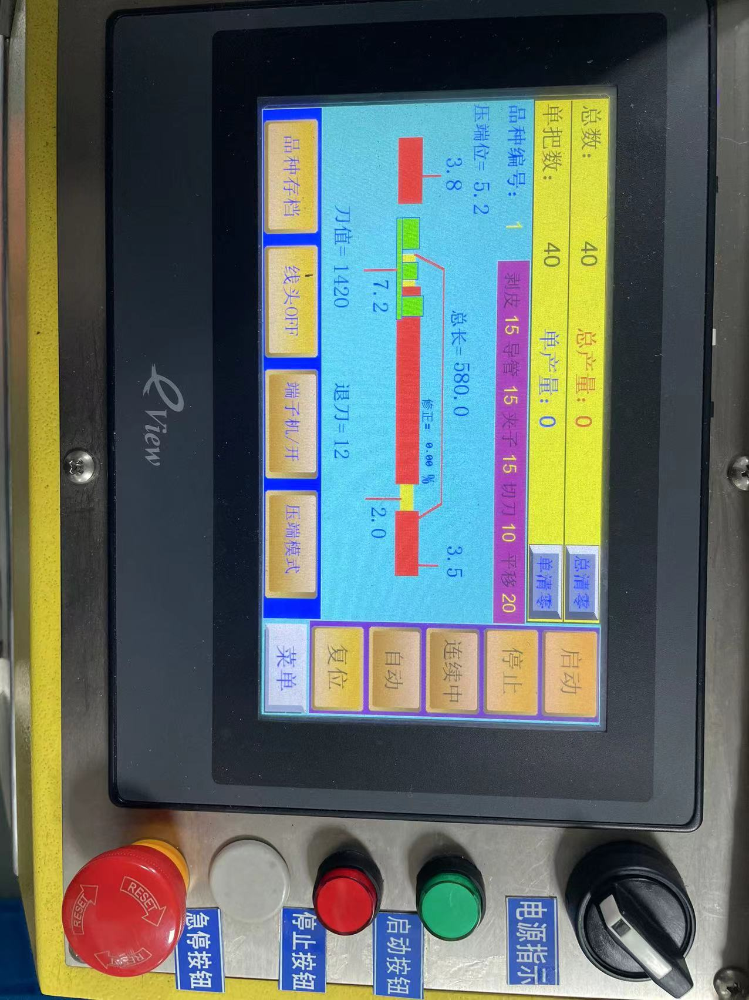 总数: 40 总产量: 0 总清零
单把数: 40 单产量: 0 单清零
品种编号: 1
剥皮 15 导管 15 夹子 15 切刀 10 平移 20
压端位= 5.2
3.8
总长= 580.0
3.5
修正= 0.00 %
7.2
2.0
刀值= 1420
退刀= 12
品种存档
线头OFF
端子机/开
压端模式
启动
停止
连续中
自动
复位
菜单
eView
电源指示
启动按钮
停止按钮
急停按钮
RESET
RESET
RESET